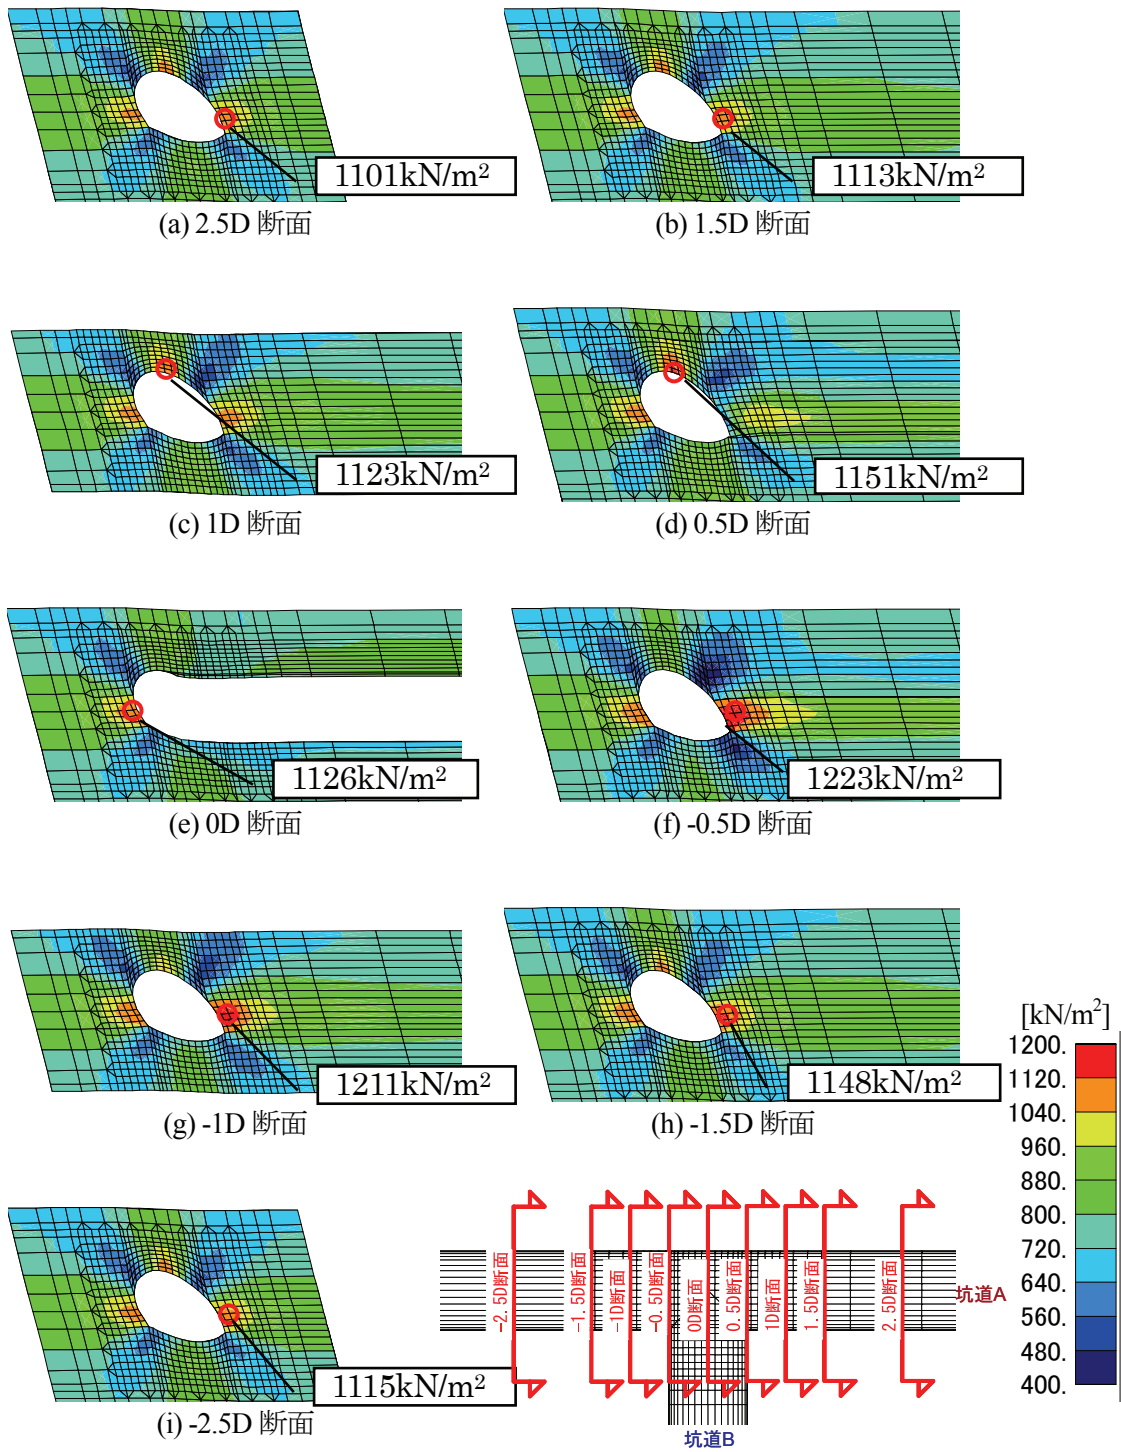 1101kN/m²
(a) 2.5D 断面
1113kN/m²
(b) 1.5D 断面
1123kN/m²
(c) 1D 断面
1151kN/m²
(d) 0.5D 断面
1126kN/m²
(e) 0D 断面
1223kN/m²
(f) -0.5D 断面
1211kN/m²
(g) -1D 断面
1148kN/m²
(h) -1.5D 断面
1115kN/m²
(i) -2.5D 断面
-2.5D断面
-1.5D断面
-1D断面
-0.5D断面
0D断面
0.5D断面
1D断面
1.5D断面
2.5D断面
坑道A
坑道B
[kN/m²]
1200.
1120.
1040.
960.
880.
800.
720.
640.
560.
480.
400.